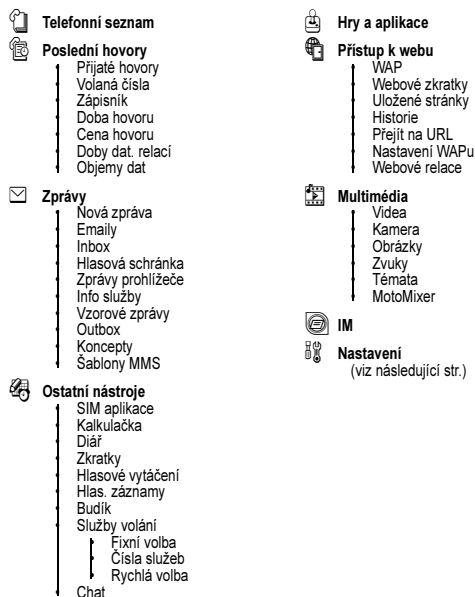 Telefonní seznam
Poslední hovory
Přijaté hovory
Volaná čísla
Zápisník
Doba hovoru
Cena hovoru
Doby dat. relací
Objemy dat
Zprávy
Nová zpráva
Emaily
Inbox
Hlasová schránka
Zprávy prohlížeče
Info služby
Vzorové zprávy
Outbox
Koncepty
Šablony MMS
Ostatní nástroje
SIM aplikace
Kalkulačka
Diář
Zkratky
Hlasové vytáčení
Hlas. záznamy
Budík
Služby volání
Fixní volba
Čísla služeb
Rychlá volba
Chat
Hry a aplikace
Přístup k webu
WAP
Webové zkratky
Uložené stránky
Historie
Přejít na URL
Nastavení WAPu
Webové relace
Multimédia
Videa
Kamera
Obrázky
Zvuky
Témata
MotoMixer
IM
Nastavení
(viz následující str.)